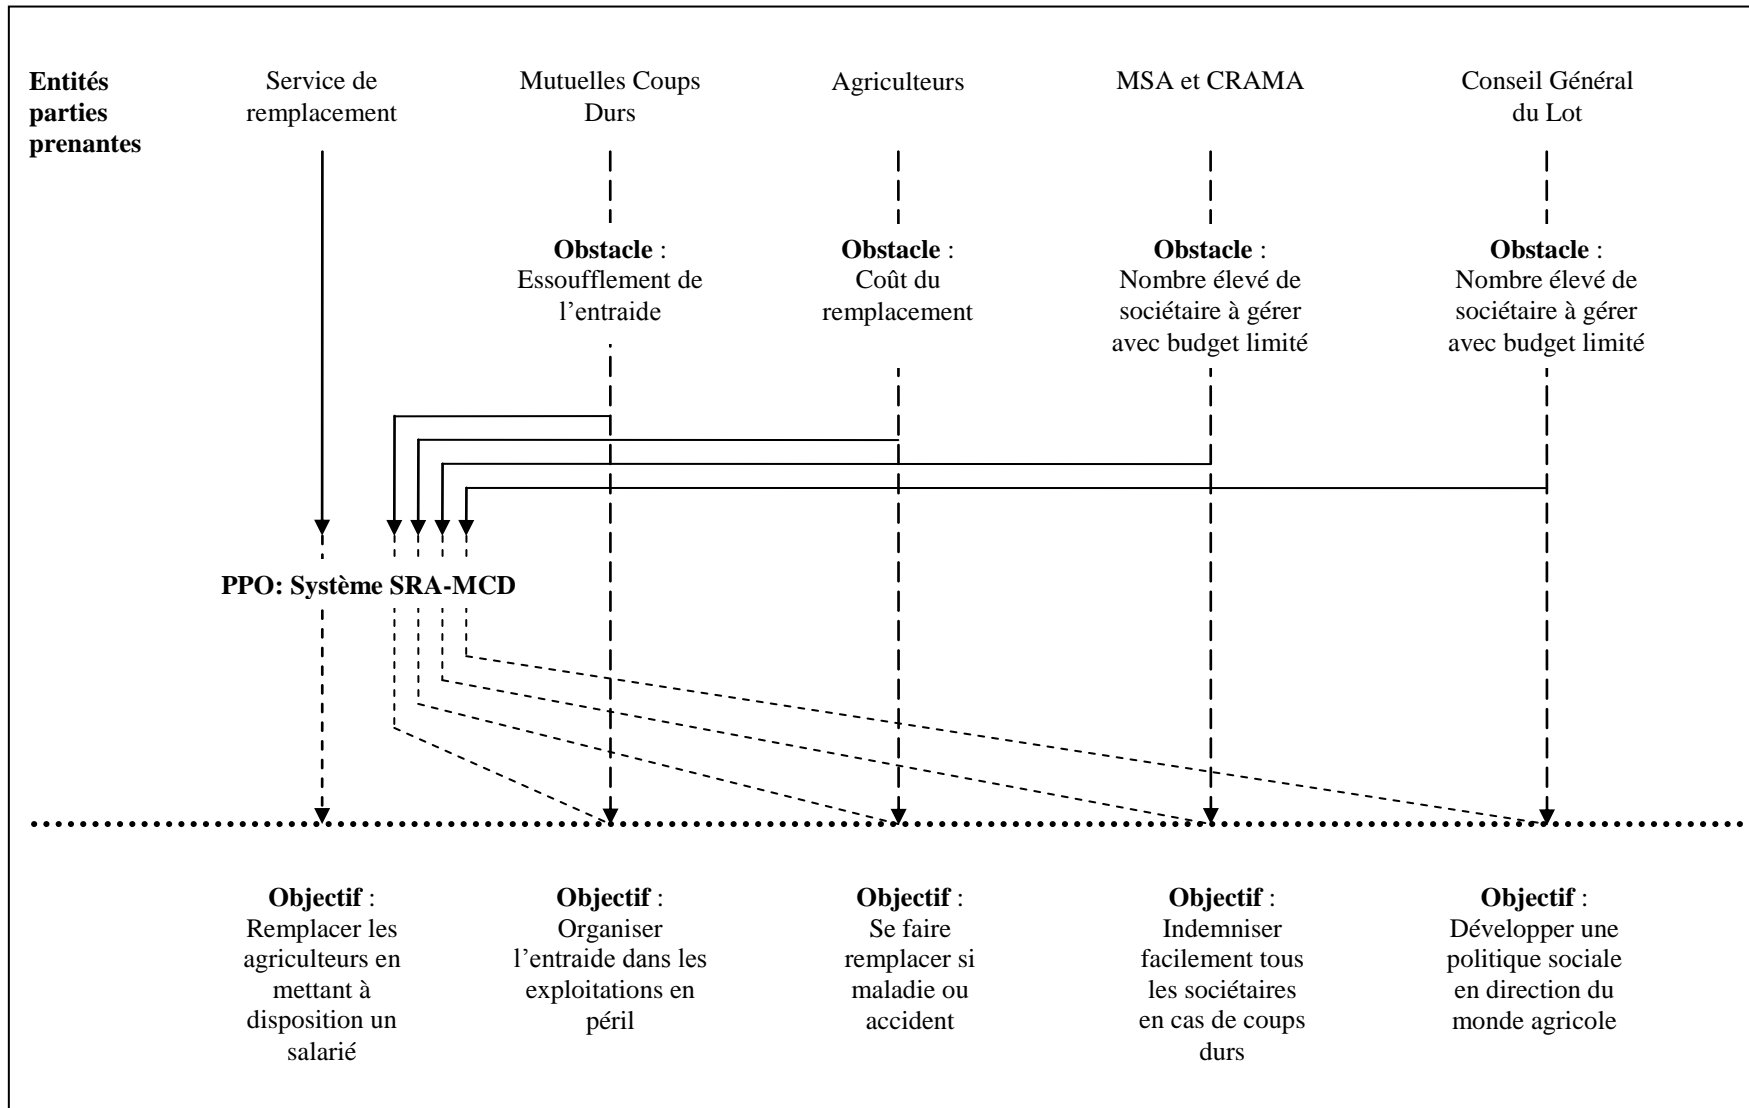 Entités
parties
prenantes
Service de
remplacement
Mutuelles Coups
Durs
Agriculteurs
MSA et CRAMA
Conseil Général
du Lot
Obstacle :
Essoufflement de
l’entraide
Obstacle :
Coût du
remplacement
Obstacle :
Nombre élevé de
sociétaire à gérer
avec budget limité
Obstacle :
Nombre élevé de
sociétaire à gérer
avec budget limité
PPO: Système SRA-MCD
Objectif :
Remplacer les
agriculteurs en
mettant à
disposition un
salarié
Objectif :
Organiser
l’entraide dans les
exploitations en
péril
Objectif :
Se faire
remplacer si
maladie ou
accident
Objectif :
Indemniser
facilement tous
les sociétaires
en cas de coups
durs
Objectif :
Développer une
politique sociale
en direction du
monde agricole